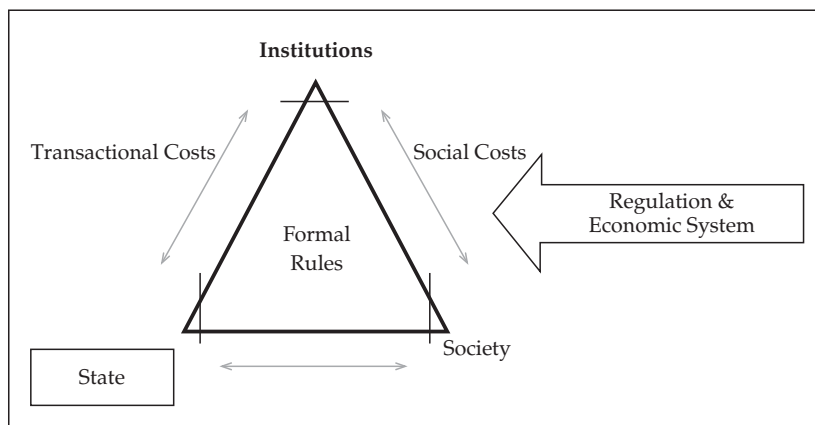 Institutions
Transactional Costs
Social Costs
Regulation &
Economic System
Formal
Rules
Society
State